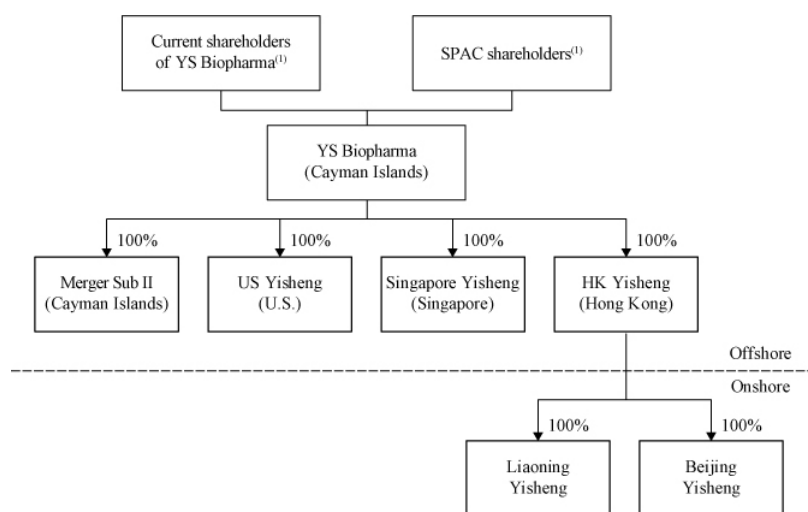 Current shareholders
of YS Biopharma(1)
SPAC shareholders(1)
YS Biopharma
(Cayman Islands)
100%
100%
100%
100%
Merger Sub II
(Cayman Islands)
US Yisheng
(U.S.)
Singapore Yisheng
(Singapore)
HK Yisheng
(Hong Kong)
Offshore
Onshore
100%
100%
Liaoning
Yisheng
Beijing
Yisheng